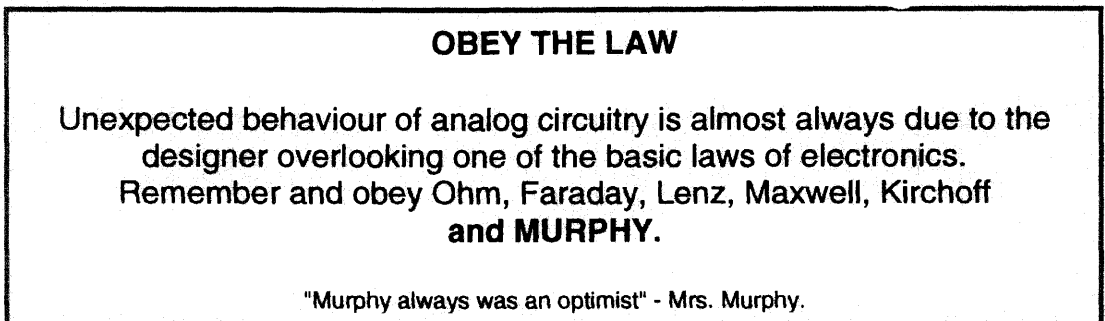 OBEY THE LAW
Unexpected behaviour of analog circuitry is almost always due to the
designer overlooking one of the basic laws of electronics.
Remember and obey Ohm, Faraday, Lenz, Maxwell, Kirchoff
and MURPHY.
"Murphy always was an optimist" - Mrs. Murphy.